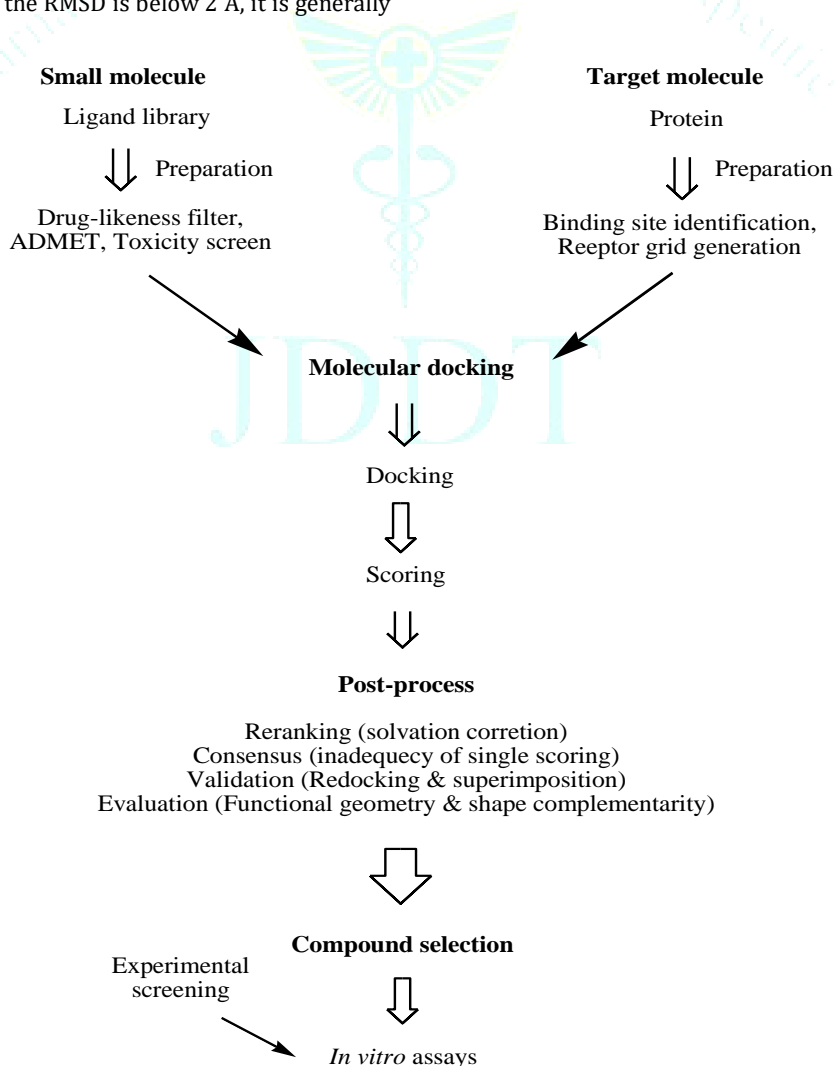 the RMSD is below 2 Å, it is generally
Small molecule
Ligand library
Preparation
Drug-likeness filter,
ADMET, Toxicity screen
Target molecule
Protein
Preparation
Binding site identification,
Reeptor grid generation
Molecular docking
JDDT
Docking
Scoring
Post-process
Reranking (solvation corretion)
Consensus (inadequecy of single scoring)
Validation (Redocking & superimposition)
Evaluation (Functional geometry & shape complementarity)
Compound selection
Experimental
screening
In vitro assays